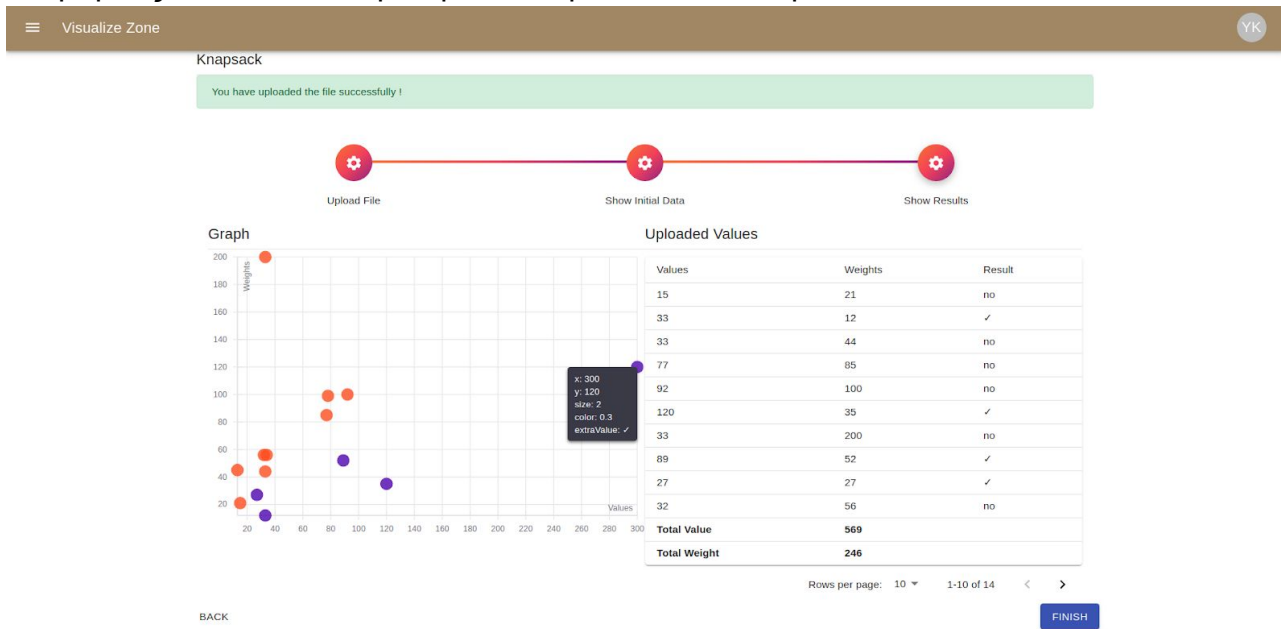 Visualize Zone
YK
Knapsack
You have uploaded the file successfully !
Upload File
Show Initial Data
Show Results
Graph
200
180
160
140
120
100
80
60
40
20
Weights
Values
20 40 60 80 100 120 140 160 180 200 220 240 260 280 300
x: 300
y: 120
size: 2
color: 0.3
extraValue: ✓
Uploaded Values
Values Weights Result
15 21 no
33 12 ✓
33 44 no
77 85 no
92 100 no
120 35 ✓
33 200 no
89 52 ✓
27 27 ✓
32 56 no
Total Value 569
Total Weight 246
Rows per page: 10 1-10 of 14
BACK
FINISH